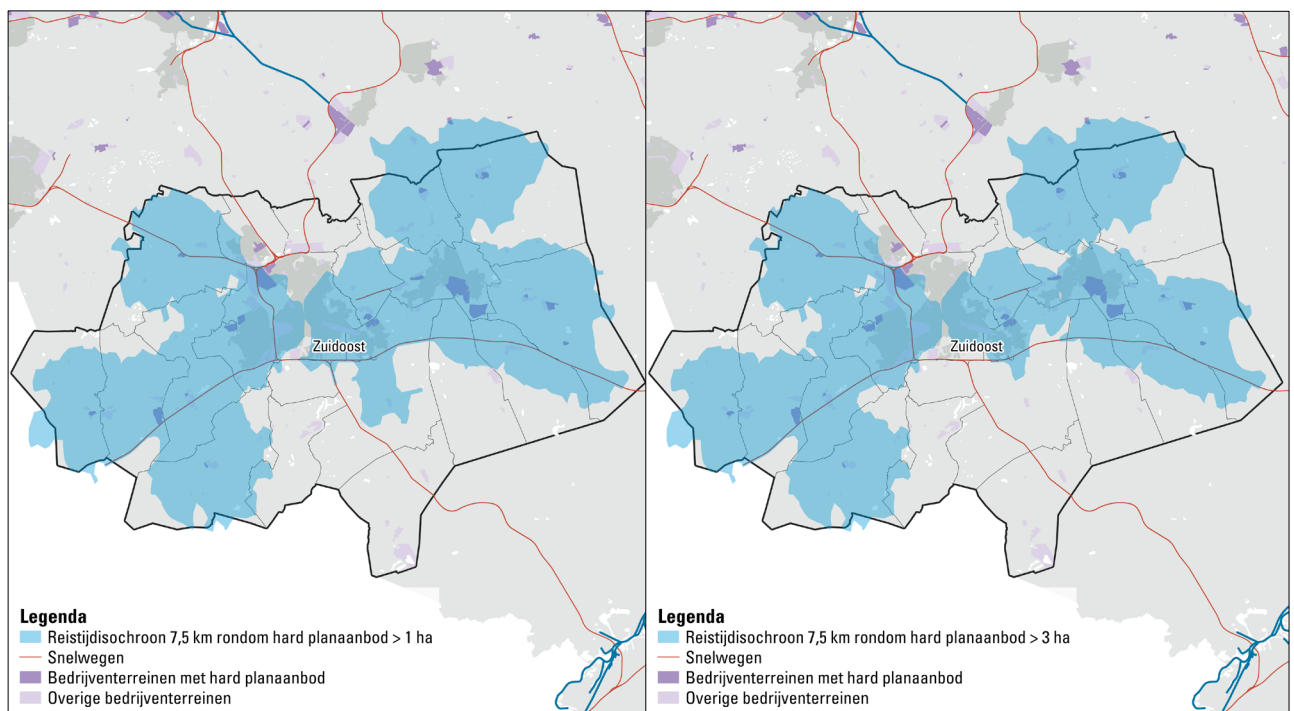 Zuidoost
Legenda
Reistijdisochroon 7,5 km rondom hard planaanbod > 1 ha
Snelwegen
Bedrijventerreinen met hard planaanbod
Overige bedrijventerreinen
Zuidoost
Legenda
Reistijdisochroon 7,5 km rondom hard planaanbod > 3 ha
Snelwegen
Bedrijventerreinen met hard planaanbod
Overige bedrijventerreinen